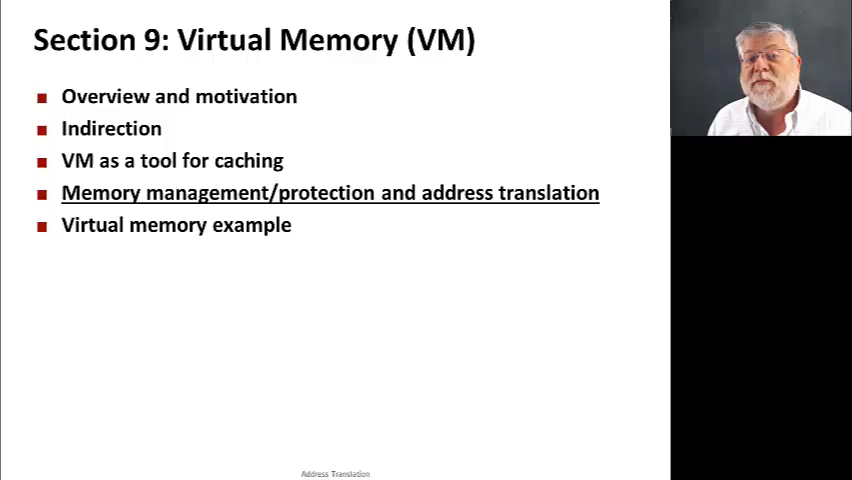 Section 9: Virtual Memory (VM)
Overview and motivation
Indirection
VM as a tool for caching
Memory management/protection and address translation
Virtual memory example
Address Translation